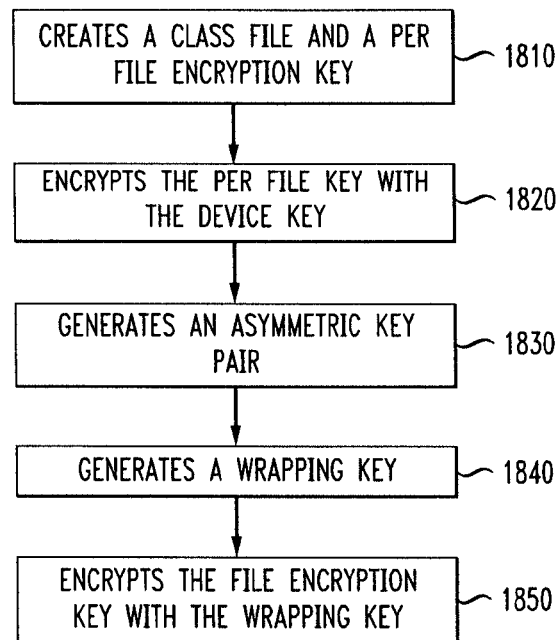 CREATES A CLASS FILE AND A PER
FILE ENCRYPTION KEY
1810
ENCRYPTS THE PER FILE KEY WITH
THE DEVICE KEY
1820
GENERATES AN ASYMMETRIC KEY
PAIR
1830
GENERATES A WRAPPING KEY
1840
ENCRYPTS THE FILE ENCRYPTION
KEY WITH THE WRAPPING KEY
1850